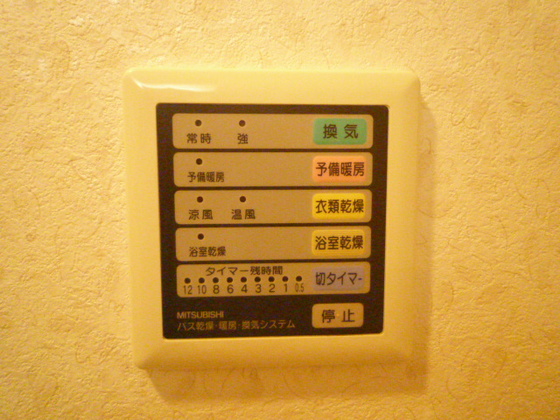 常時 強 換気
予備暖房 予備暖房
涼風 温風 衣類乾燥
浴室乾燥 浴室乾燥
タイマー残時間
12 10 8 6 4 3 2 1 0.5 切タイマー
MITSUBISHI
バス乾燥・暖房・換気システム 停止